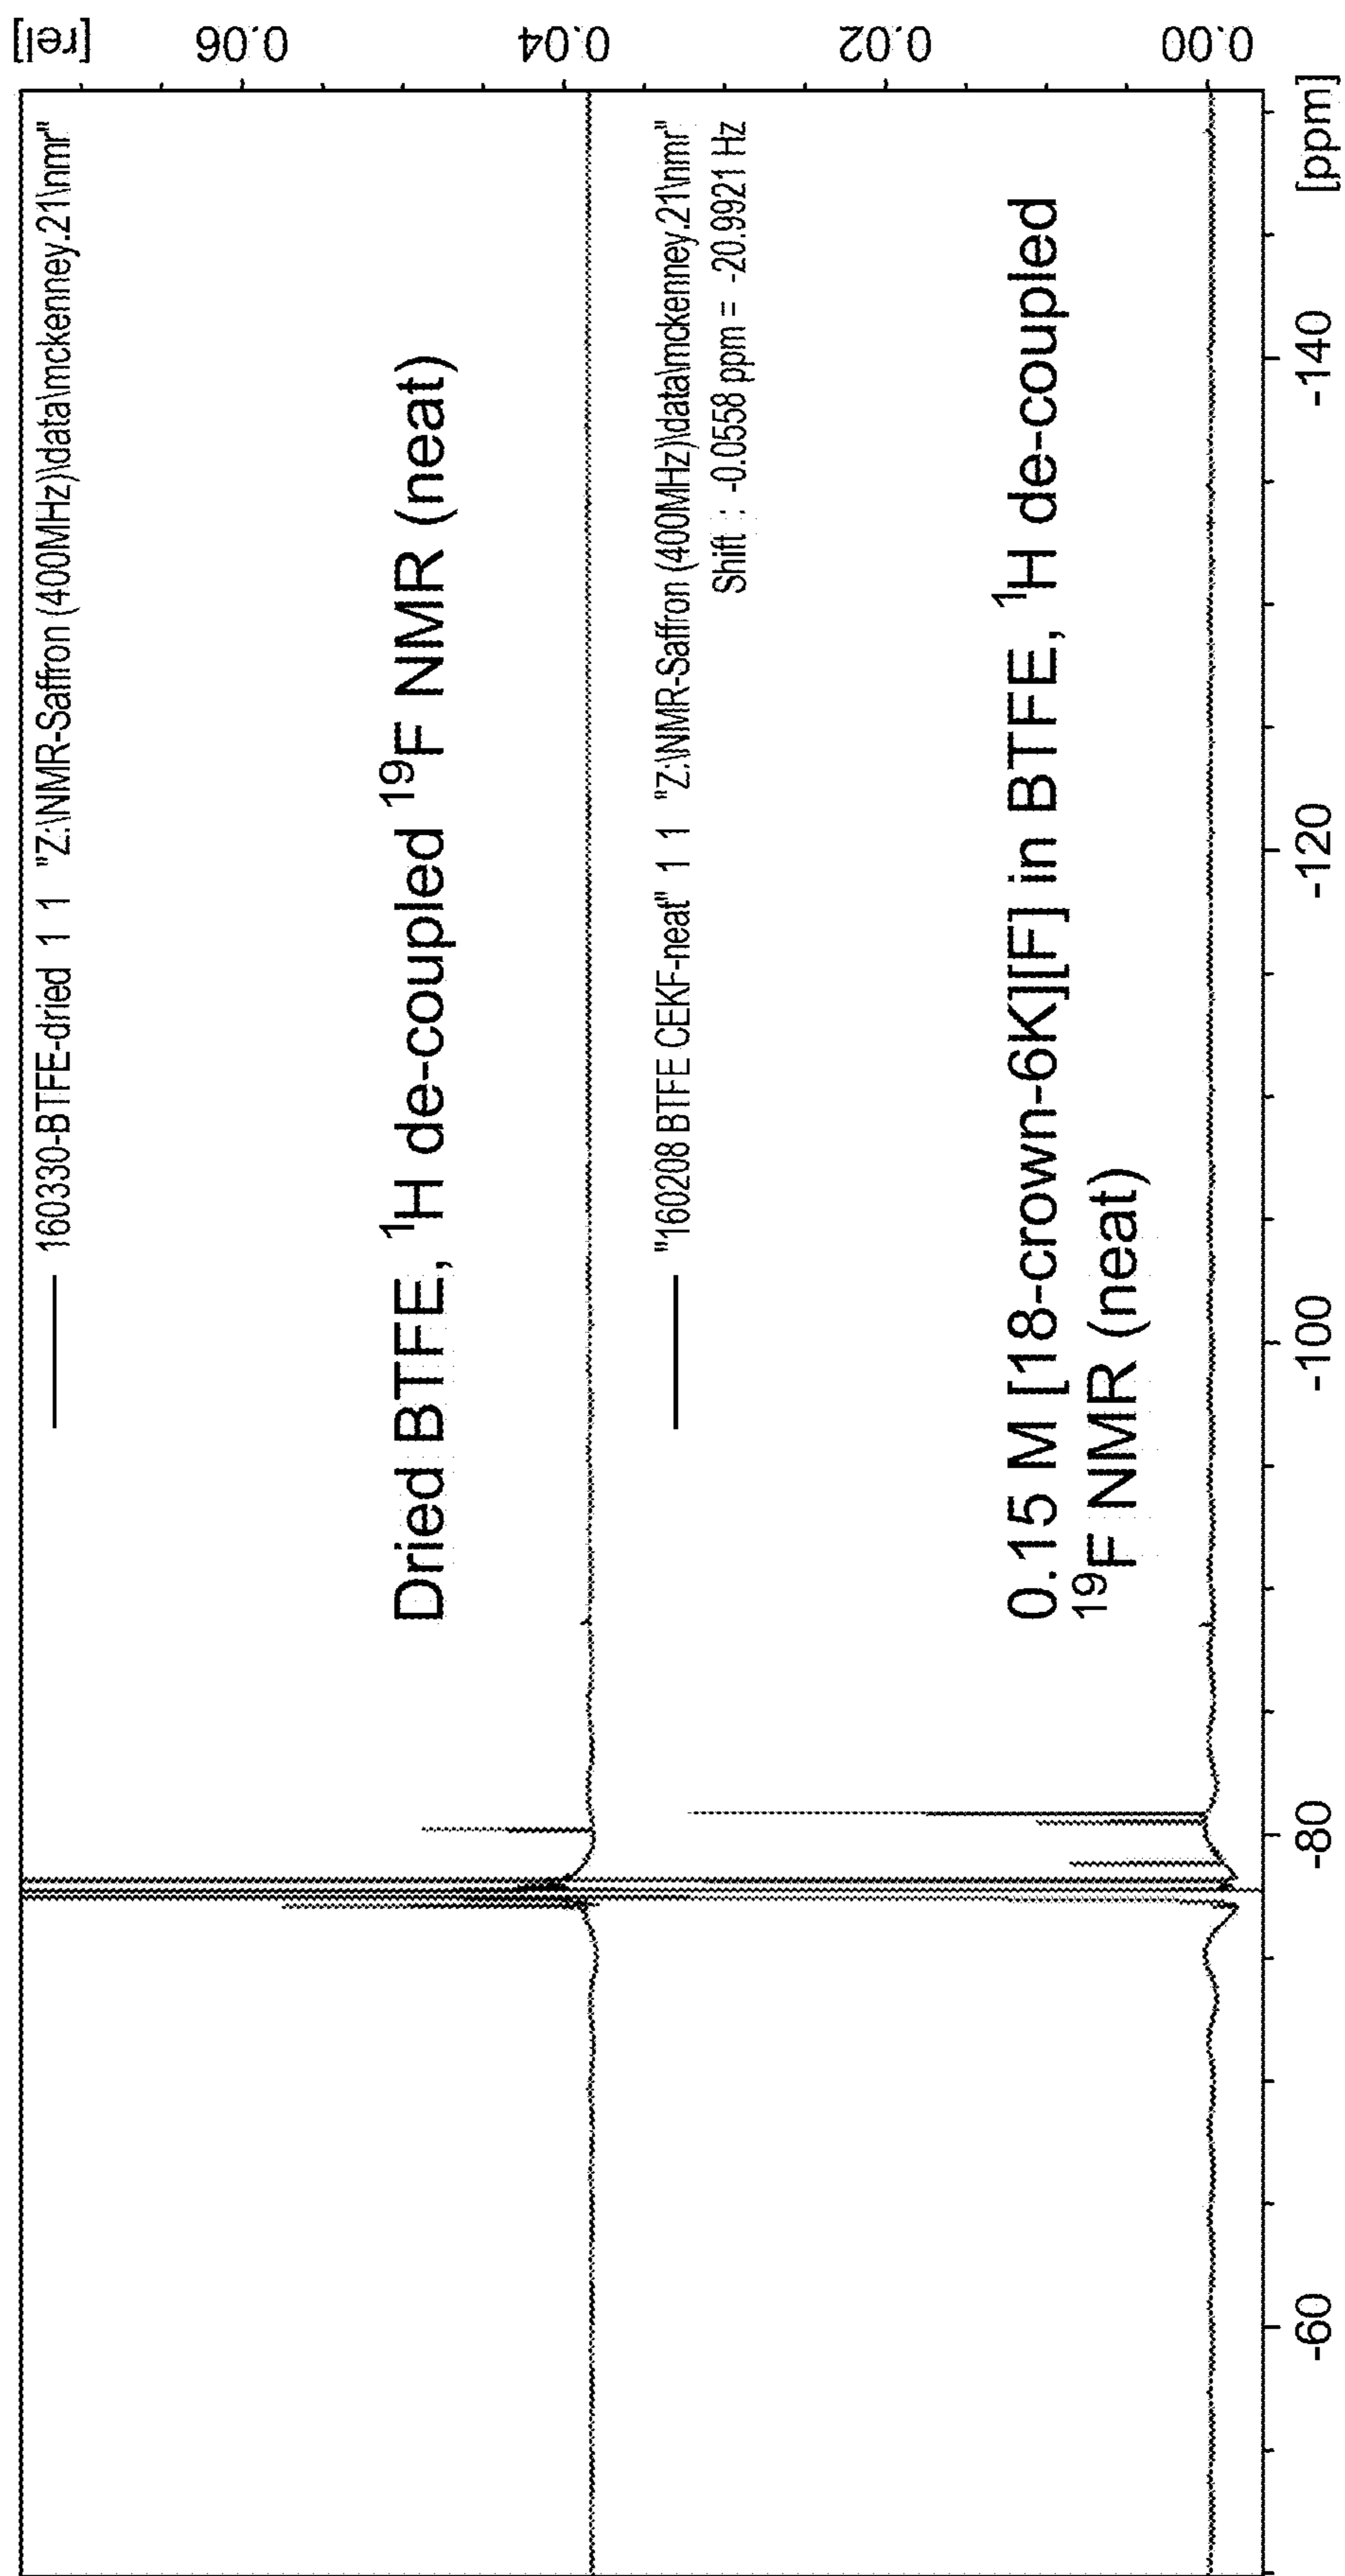 160330-BTFE-dried 1 1 "Z:\NMR-Saffron (400MHz)\data\mckenney.21\nmr"
Dried BTFE, ¹H de-coupled ¹⁹F NMR (neat)
"160208 BTFE CEKF-neat" 1 1 "Z:\NMR-Saffron (400MHz)\data\mckenney.21\nmr"
Shift : -0.0558 ppm = -20.9921 Hz
0.15 M [18-crown-6K][F] in BTFE, ¹H de-coupled
¹⁹F NMR (neat)
[rel]
0.06
0.04
0.02
0.00
-60
-80
-100
-120
-140
[ppm]